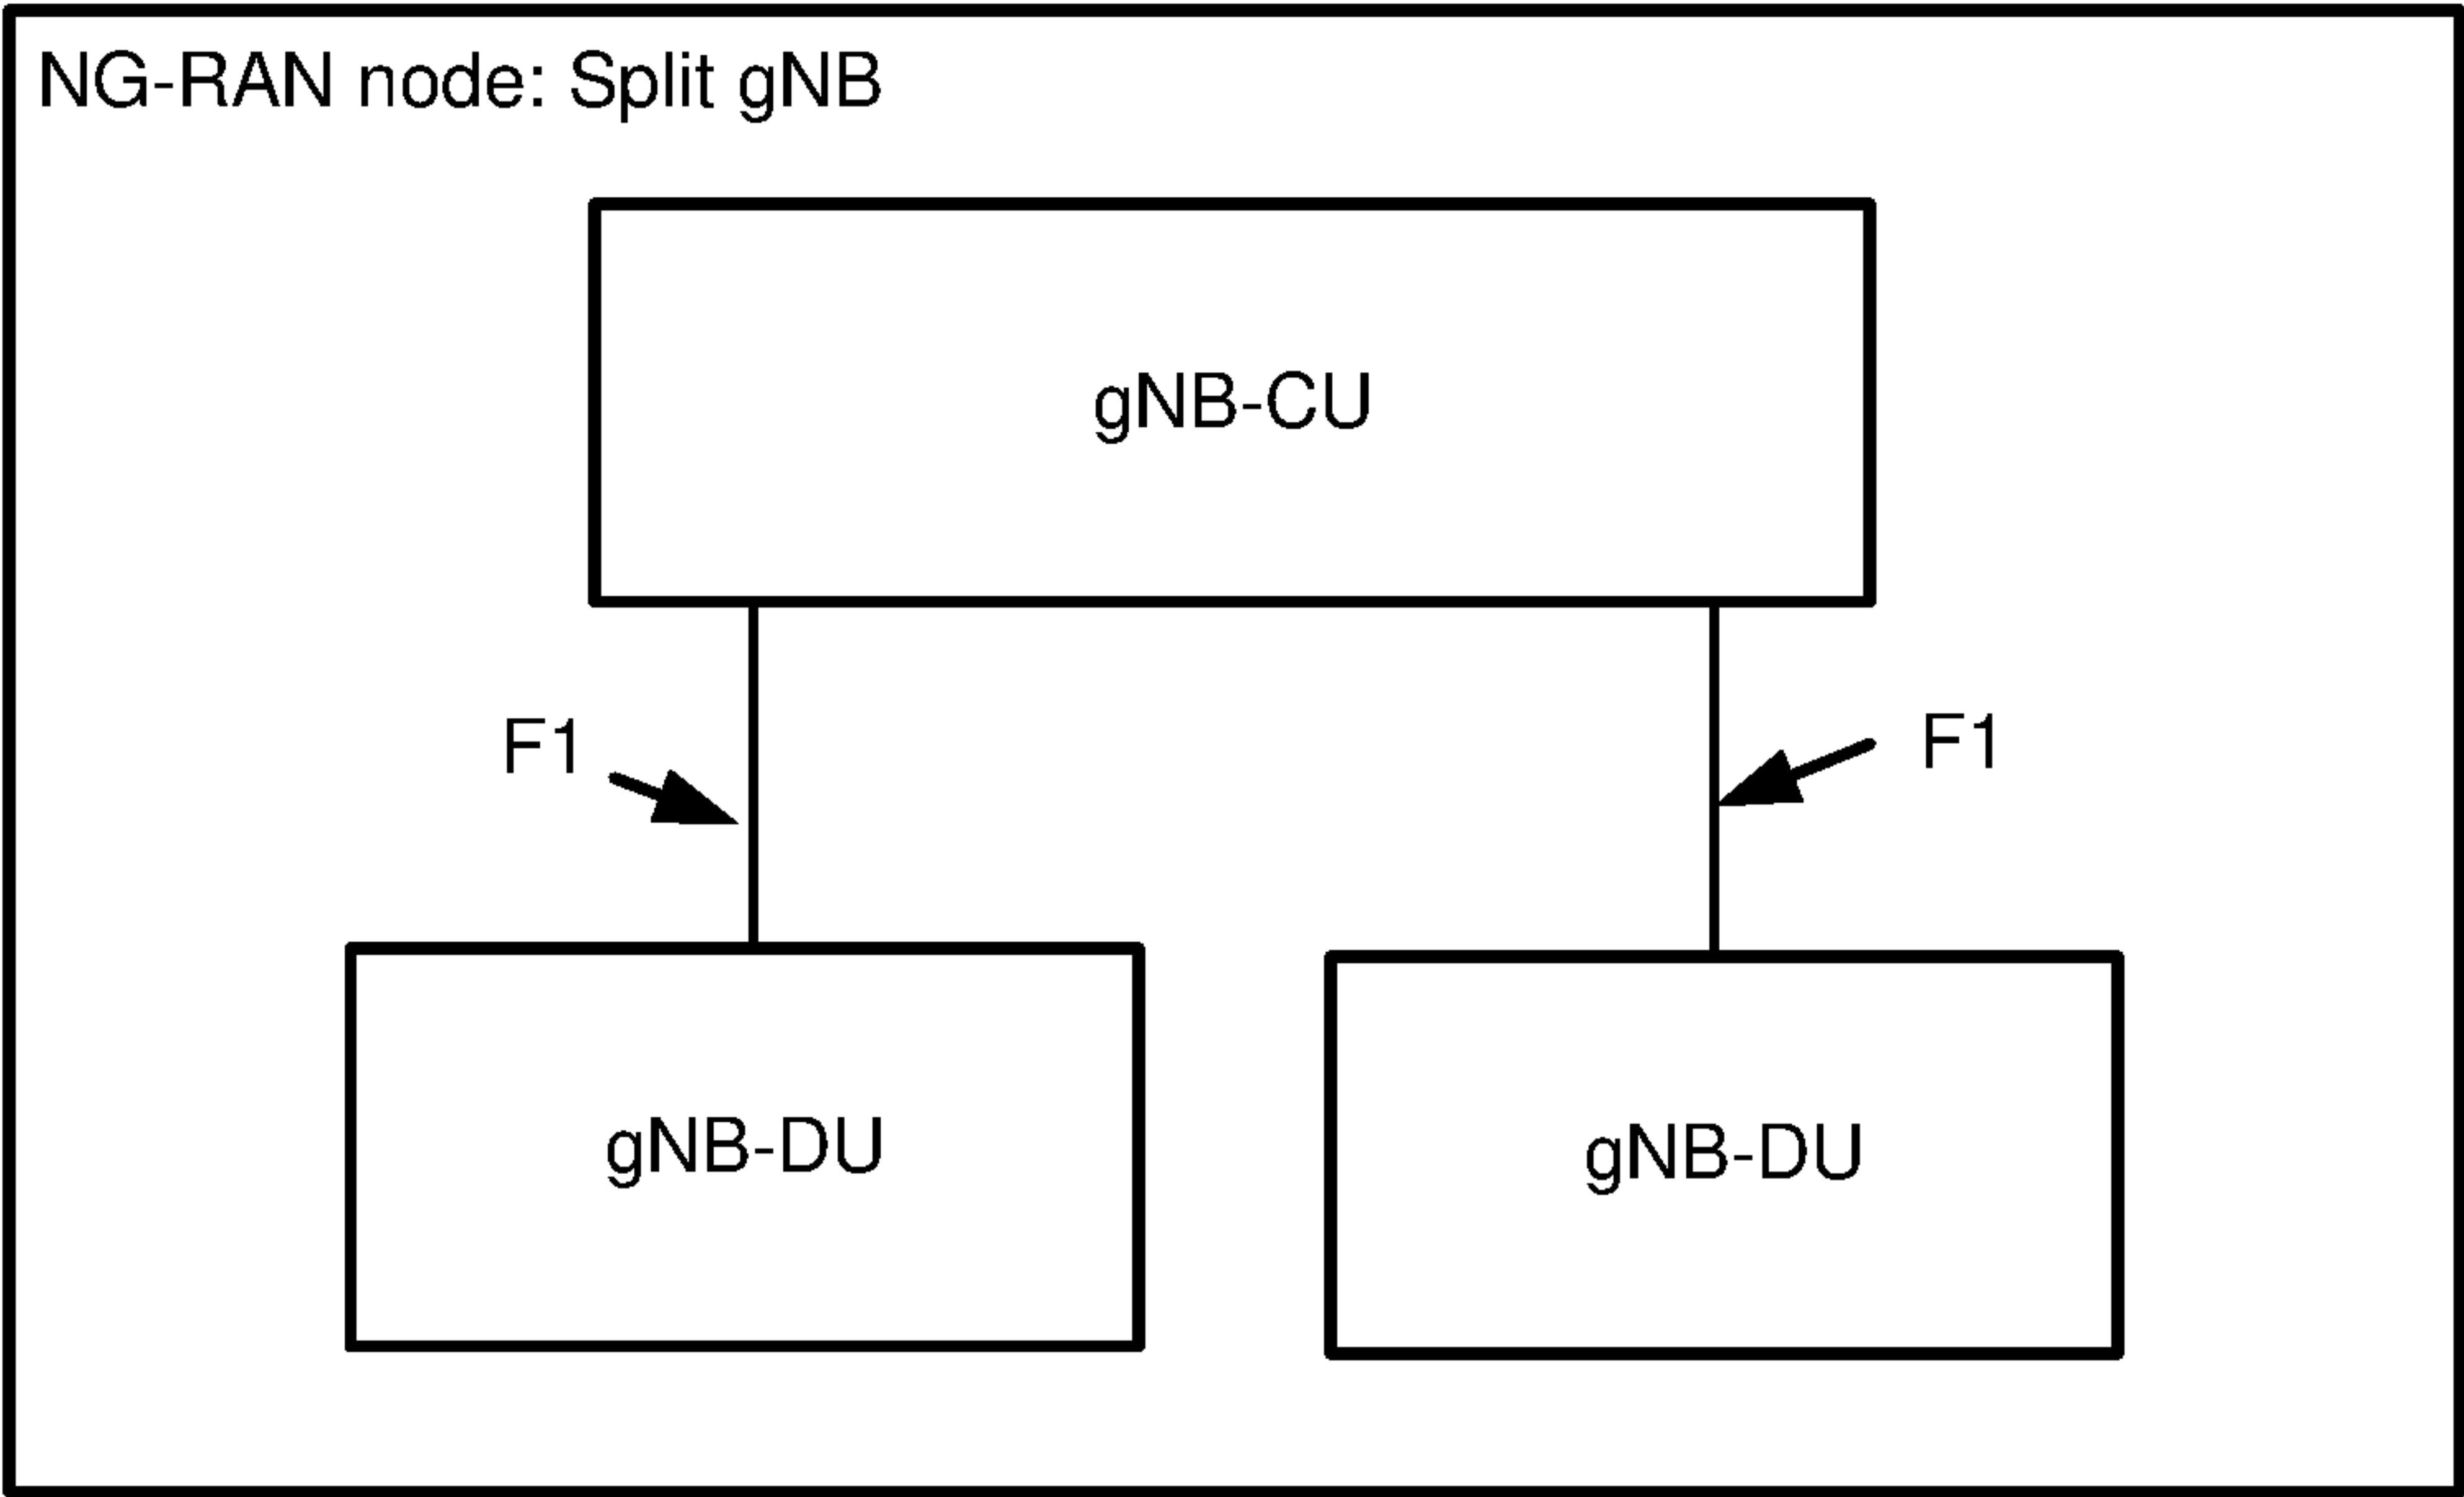 NG-RAN node: Split gNB
gNB-CU
F1
F1
gNB-DU
gNB-DU